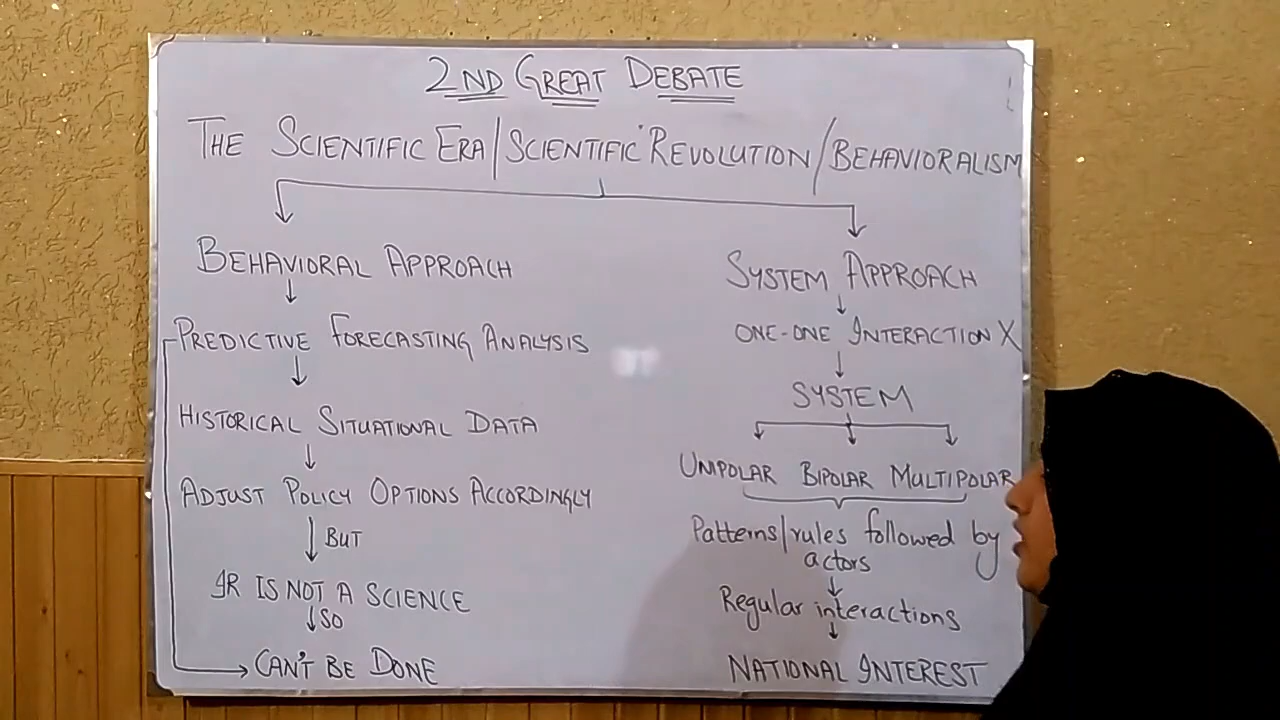 2ND GREAT DEBATE
THE SCIENTIFIC ERA/SCIENTIFIC REVOLUTION/BEHAVIORALISM
BEHAVIORAL APPROACH
PREDICTIVE FORECASTING ANALYSIS
HISTORICAL SITUATIONAL DATA
ADJUST POLICY OPTIONS ACCORDINGLY
BUT
IR IS NOT A SCIENCE
SO
CAN'T BE DONE
SYSTEM APPROACH
ONE-ONE INTERACTION X
SYSTEM
UNIPOLAR BIPOLAR MULTIPOLAR
Patterns/rules followed by
actors
Regular interactions
NATIONAL INTEREST